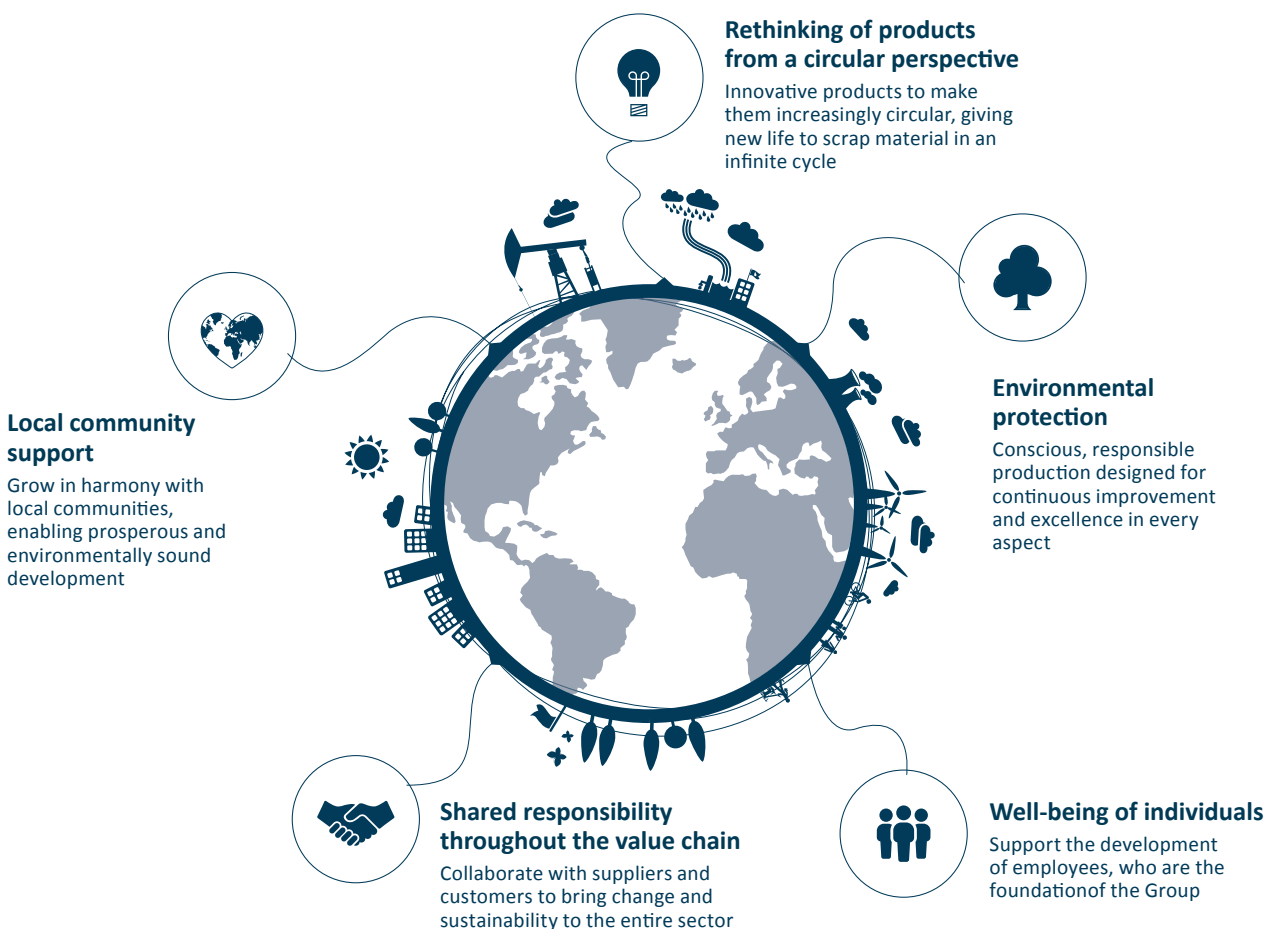 Rethinking of products
from a circular perspective
Innovative products to make
them increasingly circular, giving
new life to scrap material in an
infinite cycle
Environmental
protection
Conscious, responsible
production designed for
continuous improvement
and excellence in every
aspect
Local community
support
Grow in harmony with
local communities,
enabling prosperous and
environmentally sound
development
Shared responsibility
throughout the value chain
Collaborate with suppliers and
customers to bring change and
sustainability to the entire sector
Well-being of individuals
Support the development
of employees, who are the
foundationof the Group